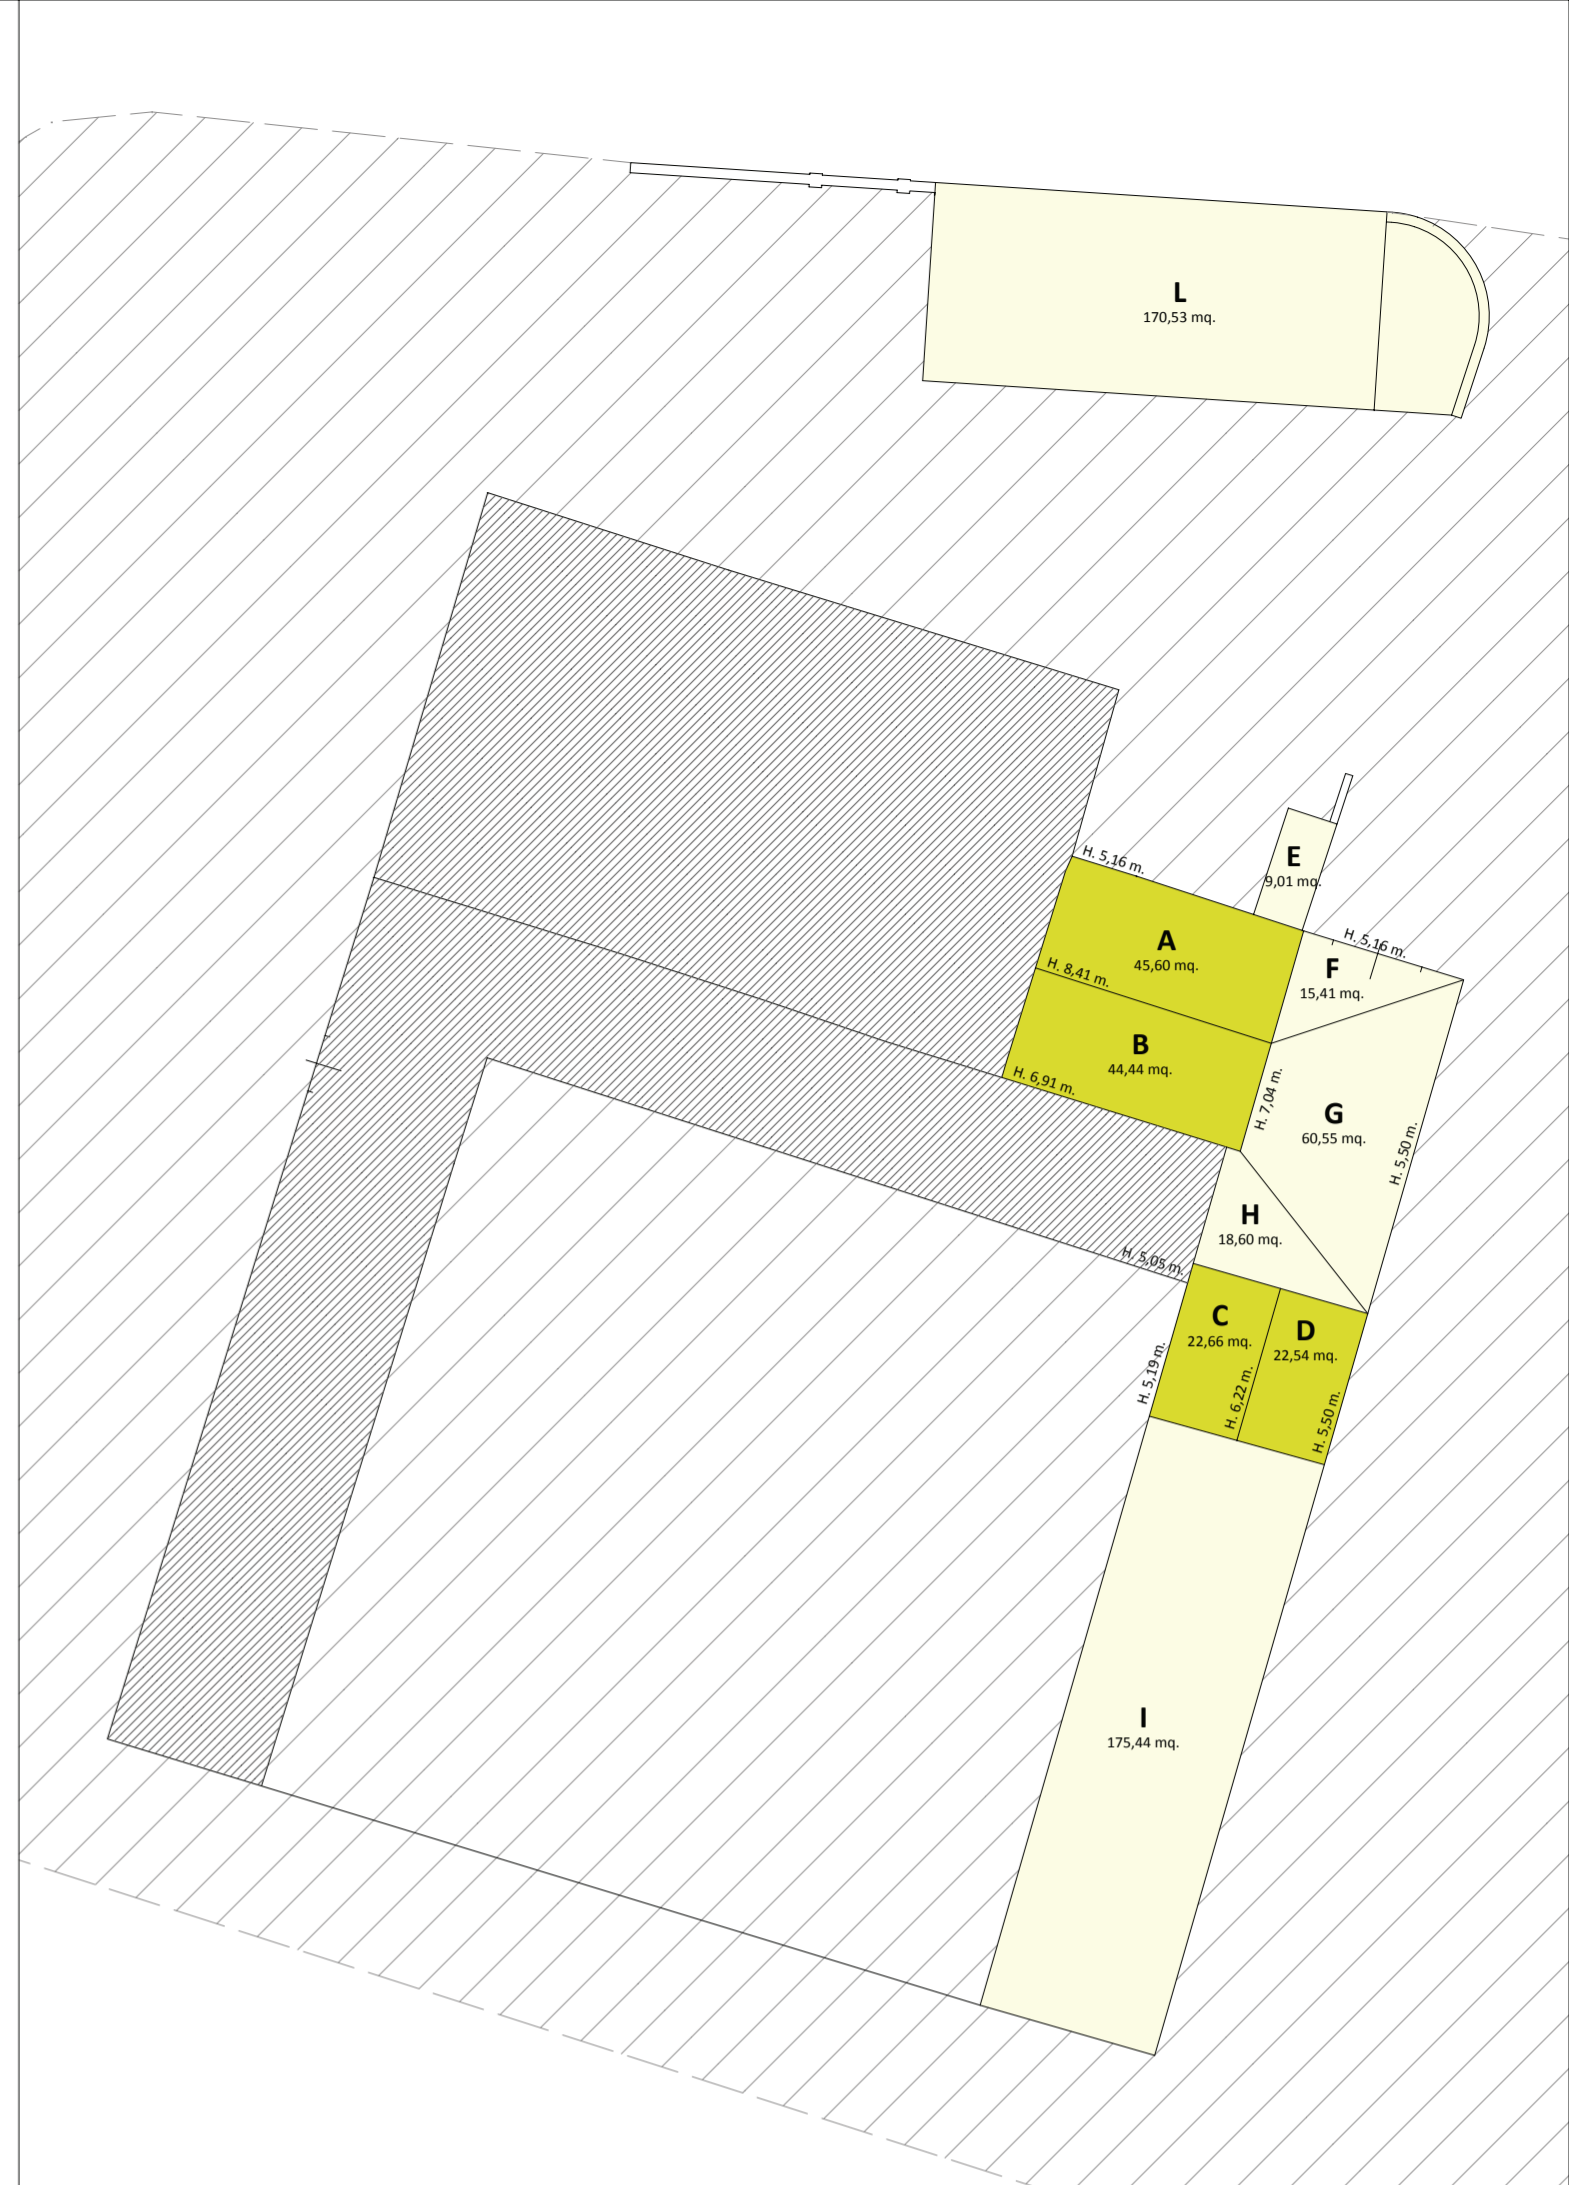 L
170,53 mq.
H. 5,16 m.
E
9,01 mq.
A
45,60 mq.
H. 5,16 m.
F
15,41 mq.
H. 8,41 m.
B
44,44 mq.
H. 6,91 m.
H. 7,04 m.
G
60,55 mq.
H. 5,50 m.
H
18,60 mq.
H. 5,05 m.
C
22,66 mq.
D
22,54 mq.
H. 5,19 m.
H. 6,22 m.
H. 5,50 m.
I
175,44 mq.